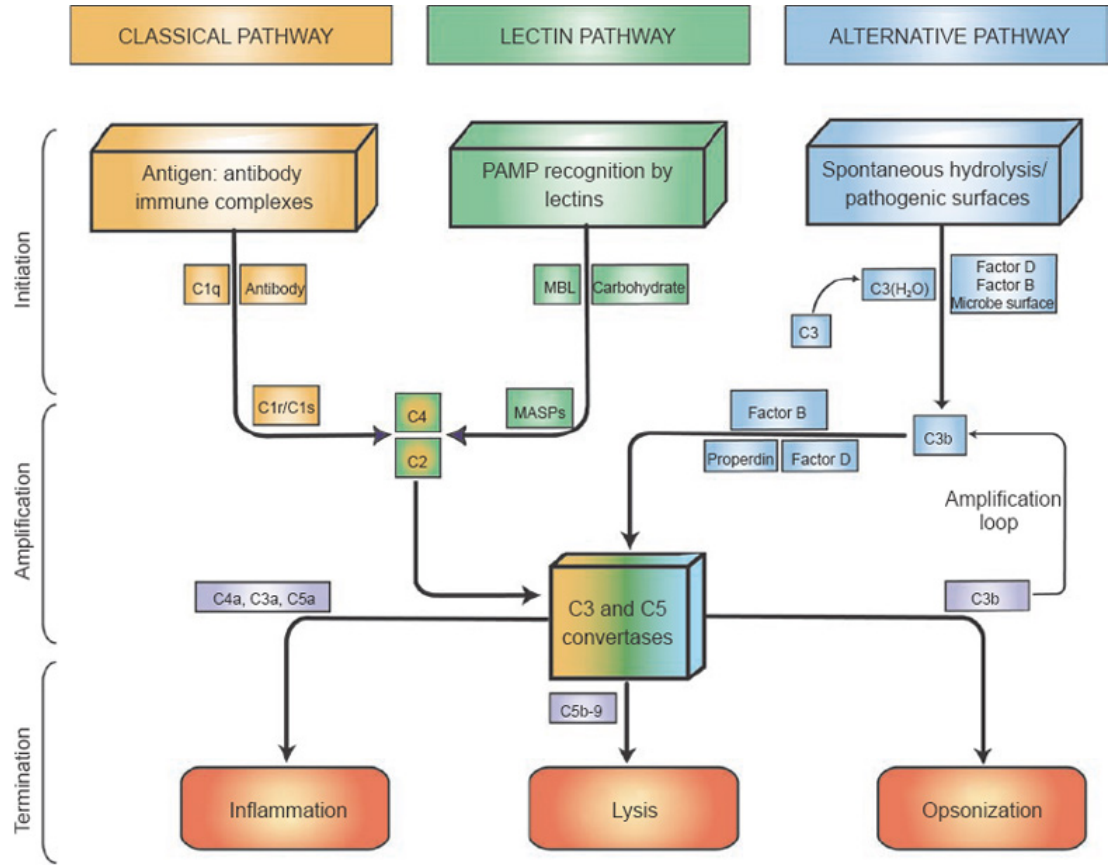 CLASSICAL PATHWAY
LECTIN PATHWAY
ALTERNATIVE PATHWAY
Initiation
Antigen: antibody
immune complexes
PAMP recognition by
lectins
Spontaneous hydrolysis/
pathogenic surfaces
C1q
Antibody
MBL
Carbohydrate
C3
C3(H₂O)
Factor D
Factor B
Microbe surface
Amplification
C1r/C1s
C4
C2
MASPs
Factor B
Properdin
Factor D
C3b
Amplification
loop
C4a, C3a, C5a
C3 and C5
convertases
C3b
Termination
C5b-9
Inflammation
Lysis
Opsonization